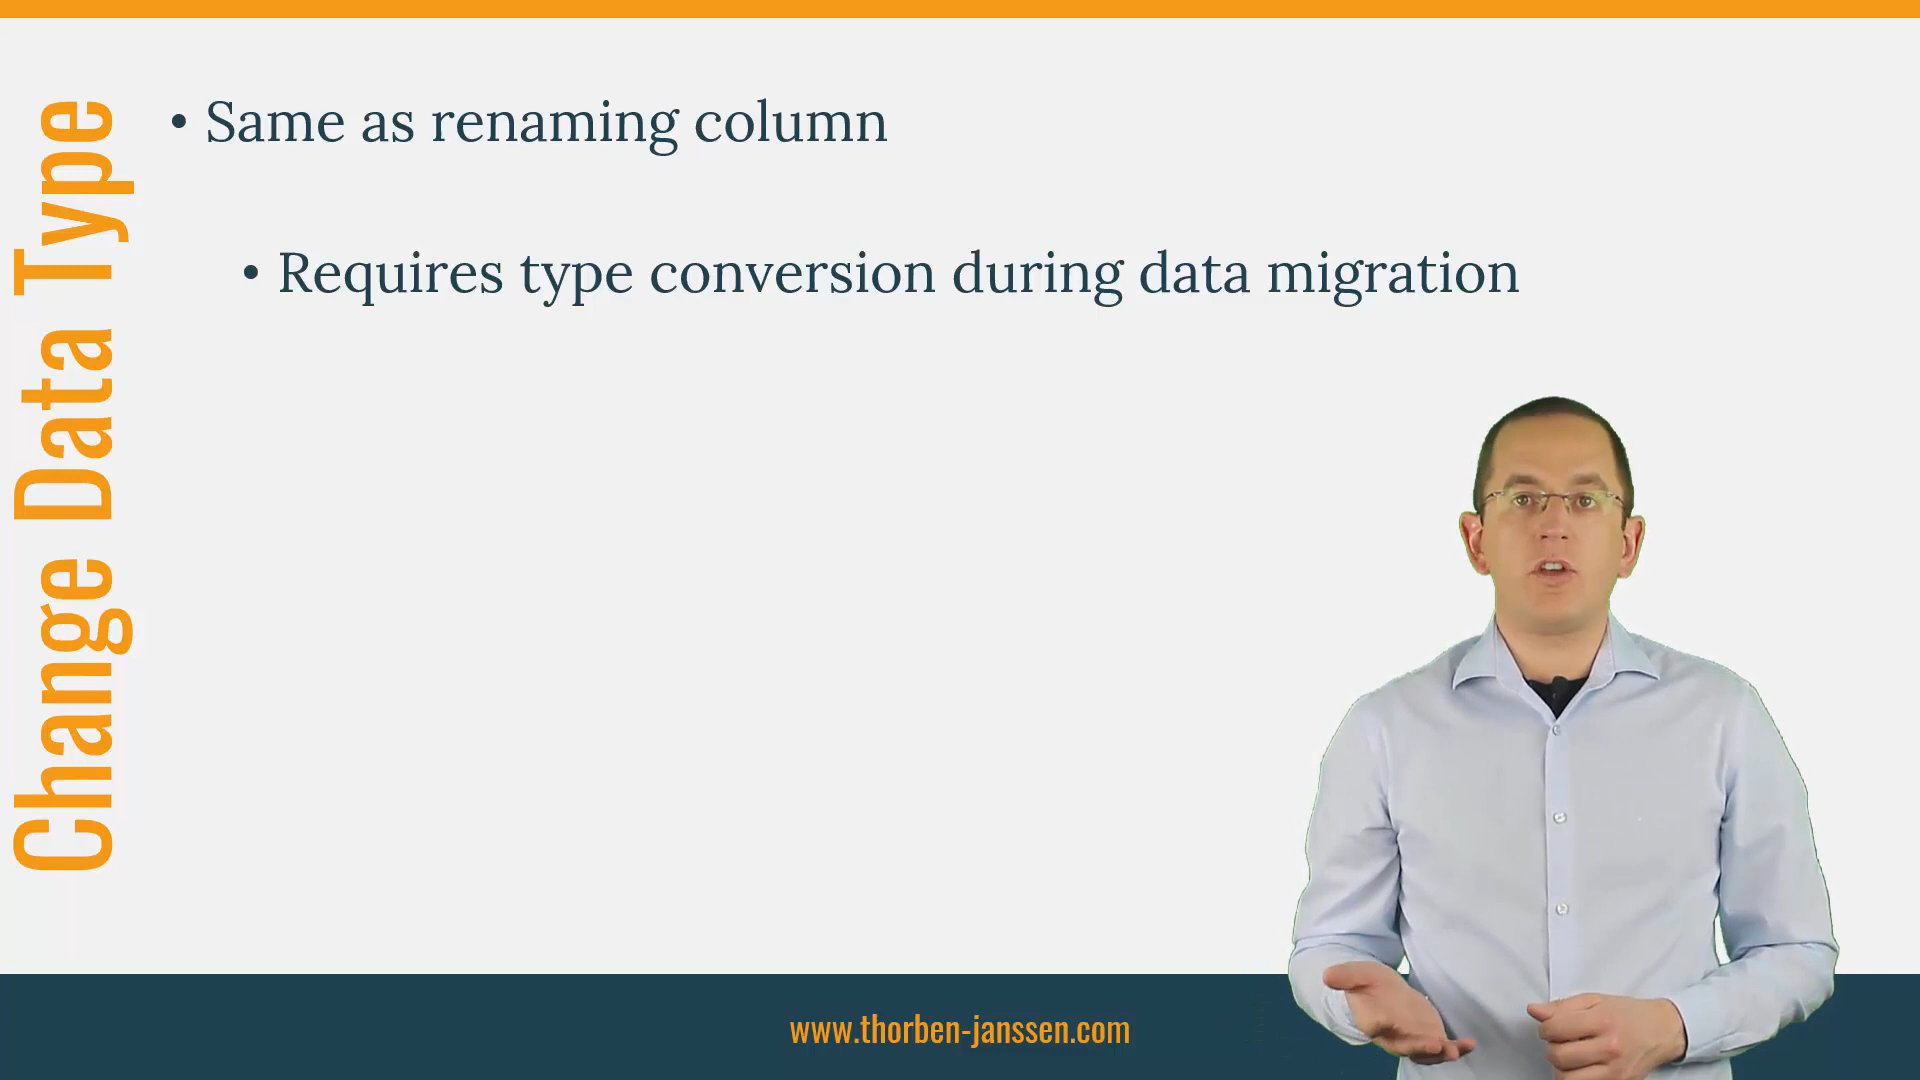 Change Data Type
• Same as renaming column
• Requires type conversion during data migration
www.thorben-janssen.com